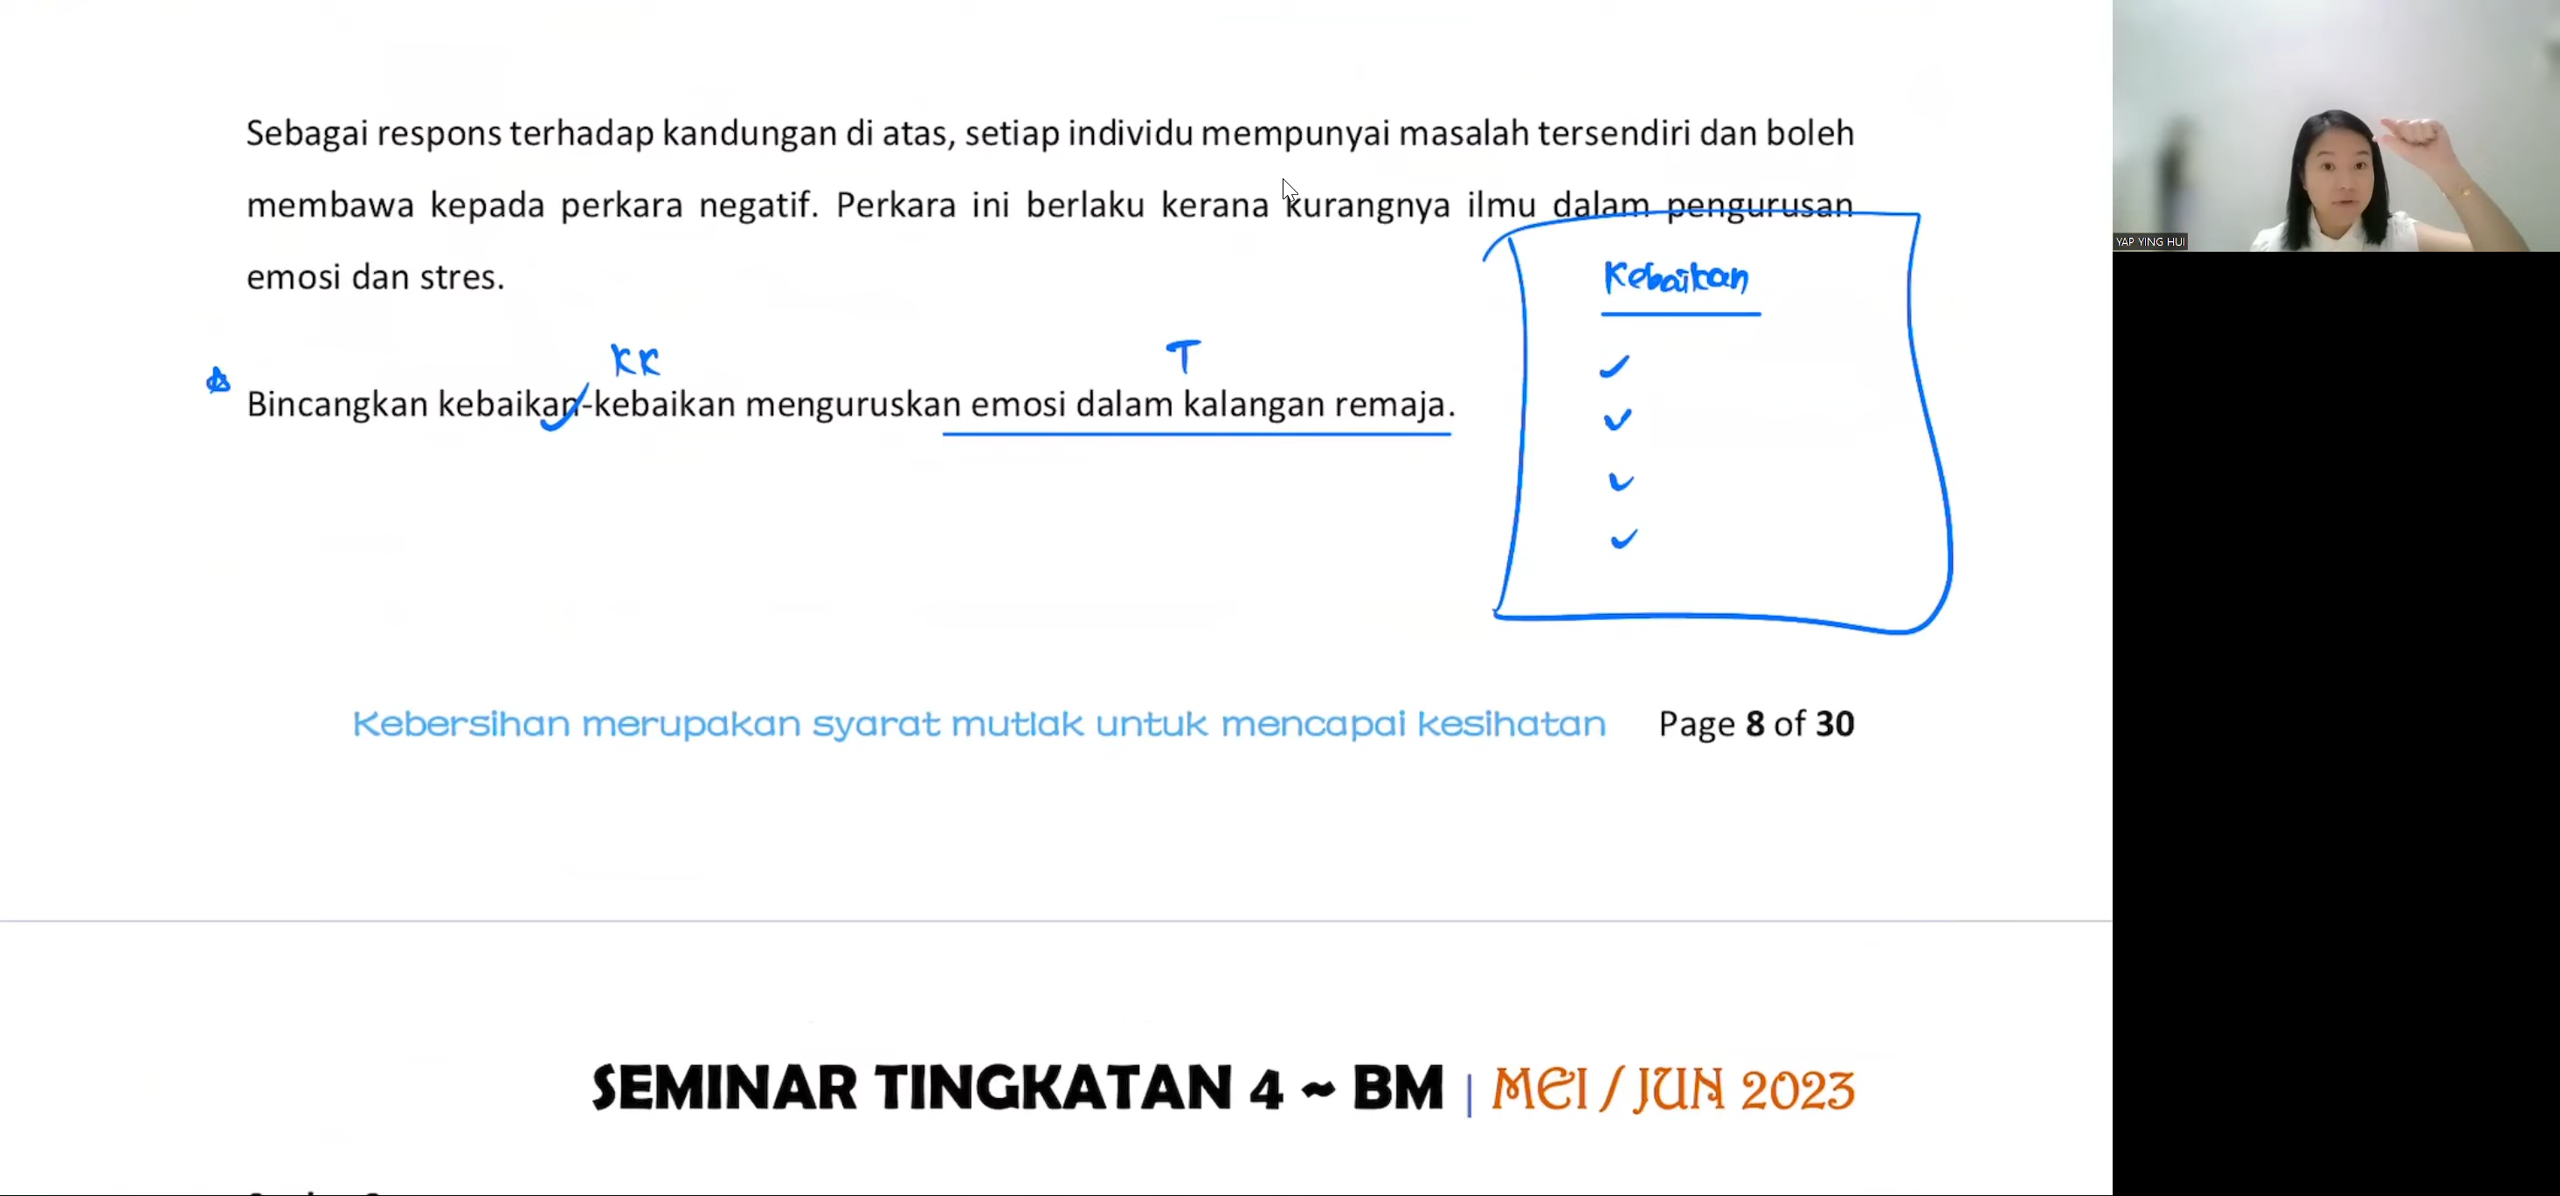 Sebagai respons terhadap kandungan di atas, setiap individu mempunyai masalah tersendiri dan boleh
membawa kepada perkara negatif. Perkara ini berlaku kerana kurangnya ilmu dalam pengurusan
emosi dan stres.
Kebaikan
KK
T
Bincangkan kebaikan-kebaikan menguruskan emosi dalam kalangan remaja.
Kebersihan merupakan syarat mutlak untuk mencapai kesihatan Page 8 of 30
SEMINAR TINGKATAN 4 ~ BM | MEI / JUN 2023
YAP YING HUI